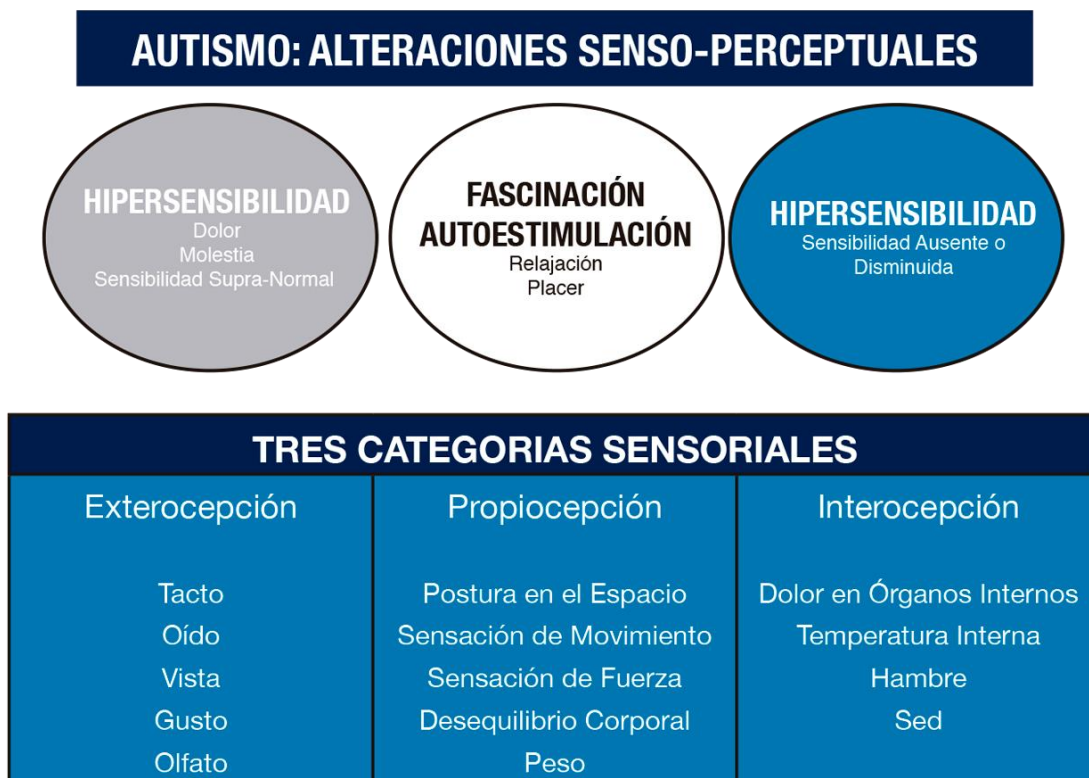 AUTISMO: ALTERACIONES SENSO-PERCEPTUALES
HIPERSENSIBILIDAD
Dolor
Molestia
Sensibilidad Supra-Normal
FASCINACIÓN
AUTOESTIMULACIÓN
Relajación
Placer
HIPERSENSIBILIDAD
Sensibilidad Ausente o
Disminuida
TRES CATEGORIAS SENSORIALES
Exterocepción
Tacto
Oído
Vista
Gusto
Olfato
Propiocepción
Postura en el Espacio
Sensación de Movimiento
Sensación de Fuerza
Desequilibrio Corporal
Peso
Interocepción
Dolor en Órganos Internos
Temperatura Interna
Hambre
Sed